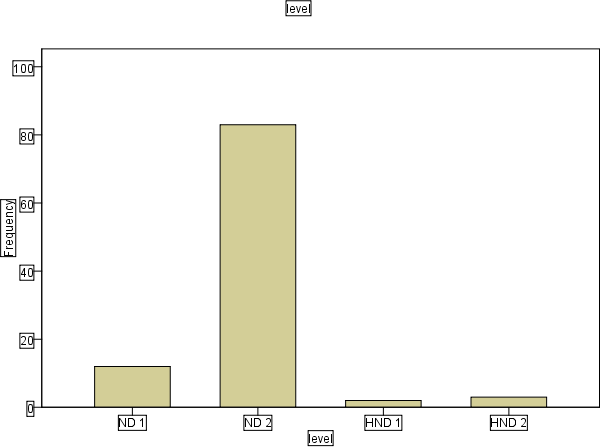 level
Frequency
100
80
60
40
20
0
ND 1
ND 2
HND 1
HND 2
level